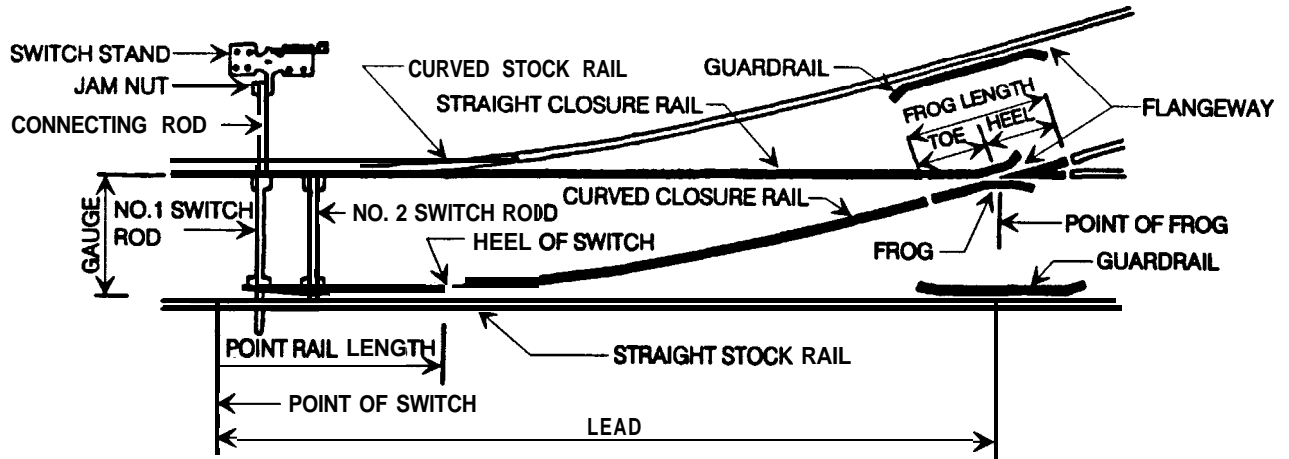 SWITCH STAND
JAM NUT
CONNECTING ROD
CURVED STOCK RAIL
STRAIGHT CLOSURE RAIL
GUARDRAIL
FROG LENGTH
TOE
HEEL
FLANGEWAY
GAUGE
NO.1 SWITCH
ROD
NO. 2 SWITCH RODD
HEEL OF SWITCH
CURVED CLOSURE RAIL
FROG
POINT OF FROG
GUARDRAIL
POINT RAIL LENGTH
STRAIGHT STOCK RAIL
POINT OF SWITCH
LEAD